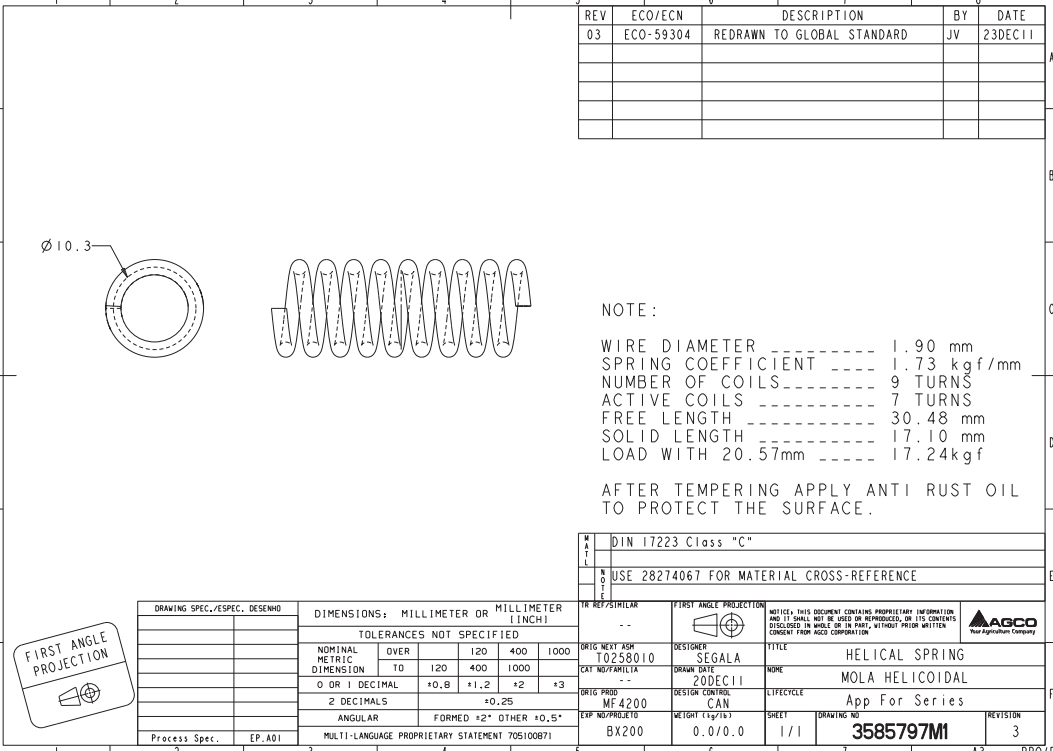 REV ECO/ECN DESCRIPTION BY DATE
03 ECO-59304 REDRAWN TO GLOBAL STANDARD JV 23DEC11
A
B
C
D
E
F
Ø10.3
NOTE:
WIRE DIAMETER _________ 1.90 mm
SPRING COEFFICIENT ____ 1.73 kgf/mm
NUMBER OF COILS________ 9 TURNS
ACTIVE COILS __________ 7 TURNS
FREE LENGTH ___________ 30.48 mm
SOLID LENGTH __________ 17.10 mm
LOAD WITH 20.57mm _____ 17.24kgf
AFTER TEMPERING APPLY ANTI RUST OIL
TO PROTECT THE SURFACE.
MATL DIN 17223 Class "C"
NOTE USE 28274067 FOR MATERIAL CROSS-REFERENCE
FIRST ANGLE
PROJECTION
DRAWING SPEC./ESPEC. DESENHO
Process Spec. EP.A01
DIMENSIONS: MILLIMETER OR MILLIMETER [INCH]
TOLERANCES NOT SPECIFIED
NOMINAL METRIC DIMENSION OVER 120 400 1000
TO 120 400 1000
0 OR 1 DECIMAL ±0.8 ±1.2 ±2 ±3
2 DECIMALS ±0.25
ANGULAR FORMED ±2° OTHER ±0.5°
MULTI-LANGUAGE PROPRIETARY STATEMENT 705100871
TR REF/SIMILAR
--
FIRST ANGLE PROJECTION
NOTICE: THIS DOCUMENT CONTAINS PROPRIETARY INFORMATION
AND IT SHALL NOT BE USED OR REPRODUCED, OR ITS CONTENTS
DISCLOSED IN WHOLE OR IN PART, WITHOUT PRIOR WRITTEN
CONSENT FROM AGCO CORPORATION
AGCO
Your Agriculture Company
ORIG NEXT ASM
T0258010
DESIGNER
SEGALA
TITLE
HELICAL SPRING
CAT NO/FAMILIA
--
DRAWN DATE
20DEC11
NOME
MOLA HELICOIDAL
ORIG PROD
MF4200
DESIGN CONTROL
CAN
LIFECYCLE
App For Series
EXP NO/PROJETO
BX200
WEIGHT (kg/lb)
0.0/0.0
SHEET
1/1
DRAWING NO
3585797M1
REVISION
3